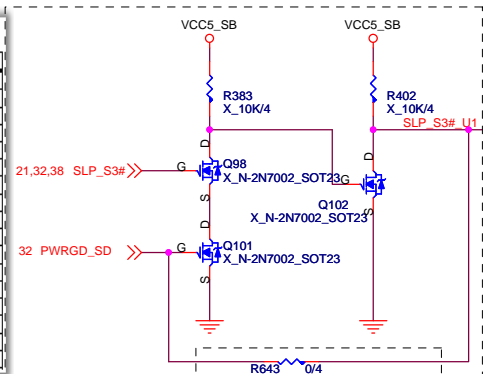 VCC5_SB VCC5_SB
R383
X_10K/4
R402
X_10K/4
SLP_S3#_U1
D
21,32,38 SLP_S3# G Q98
X_N-2N7002_SOT23
S
D
G
Q102
X_N-2N7002_SOT23
S
D
32 PWRGD_SD G Q101
X_N-2N7002_SOT23
S
R643 0/4